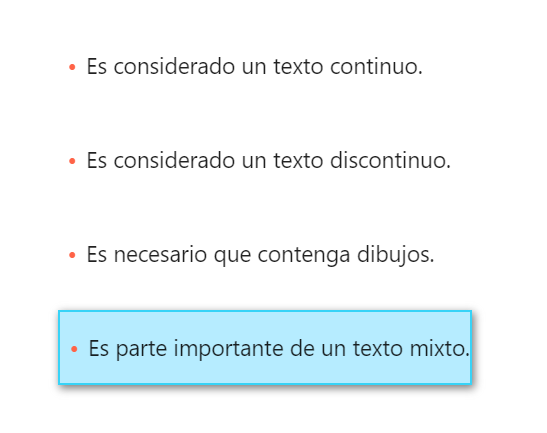 • Es considerado un texto continuo.
• Es considerado un texto discontinuo.
• Es necesario que contenga dibujos.
• Es parte importante de un texto mixto.